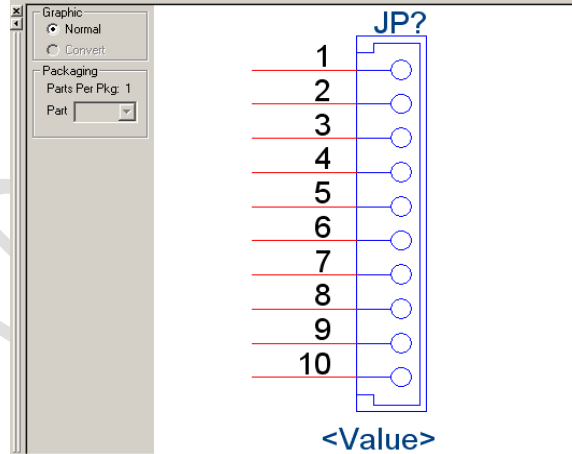 Graphic
Normal
Convert
Packaging
Parts Per Pkg: 1
Part
JP?
1
2
3
4
5
6
7
8
9
10
<Value>